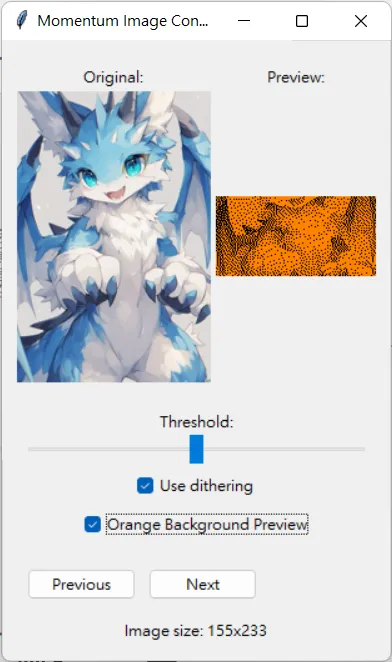 Momentum Image Con...
Original:
Preview:
Threshold:
Use dithering
Orange Background Preview
Previous
Next
Image size: 155x233